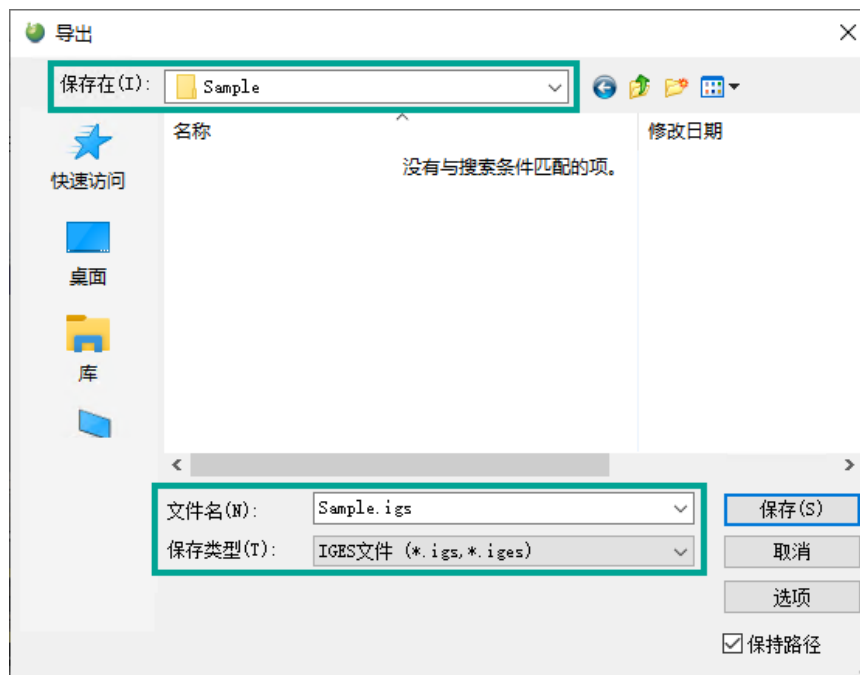 导出
保存在(I):
Sample
名称
修改日期
没有与搜索条件匹配的项。
快速访问
桌面
库
文件名(N):
Sample.igs
保存(S)
保存类型(T):
IGES文件 (*.igs,*.iges)
取消
选项
保持路径